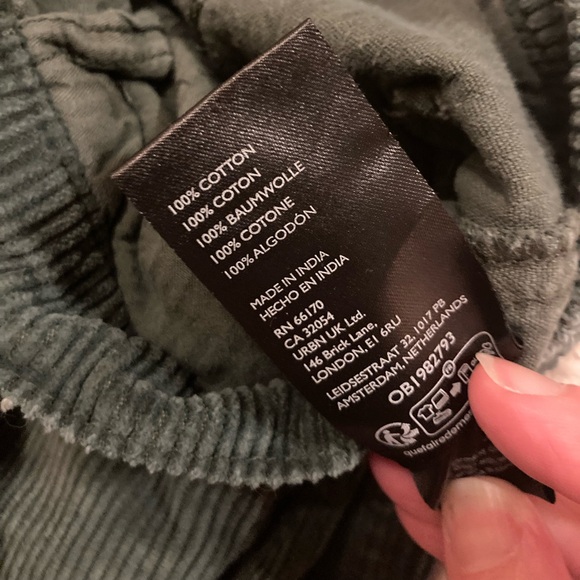 100% COTTON
100% COTON
100% BAUMWOLLE
100% COTONE
100% ALGODÓN
MADE IN INDIA
HECHO EN INDIA
RN 66170
CA 32054
URBN UK Ltd.
146 Brick Lane,
LONDON, E1 6RU
LEIDSESTRAAT 32, 1017 PB
AMSTERDAM, NETHERLANDS
OB1982793